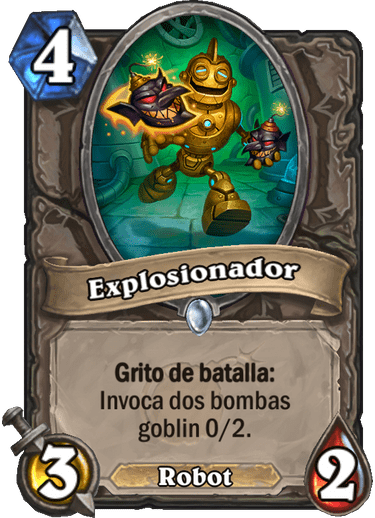 4
Explosionador
Grito de batalla:
Invoca dos bombas
goblin 0/2.
3
Robot
2